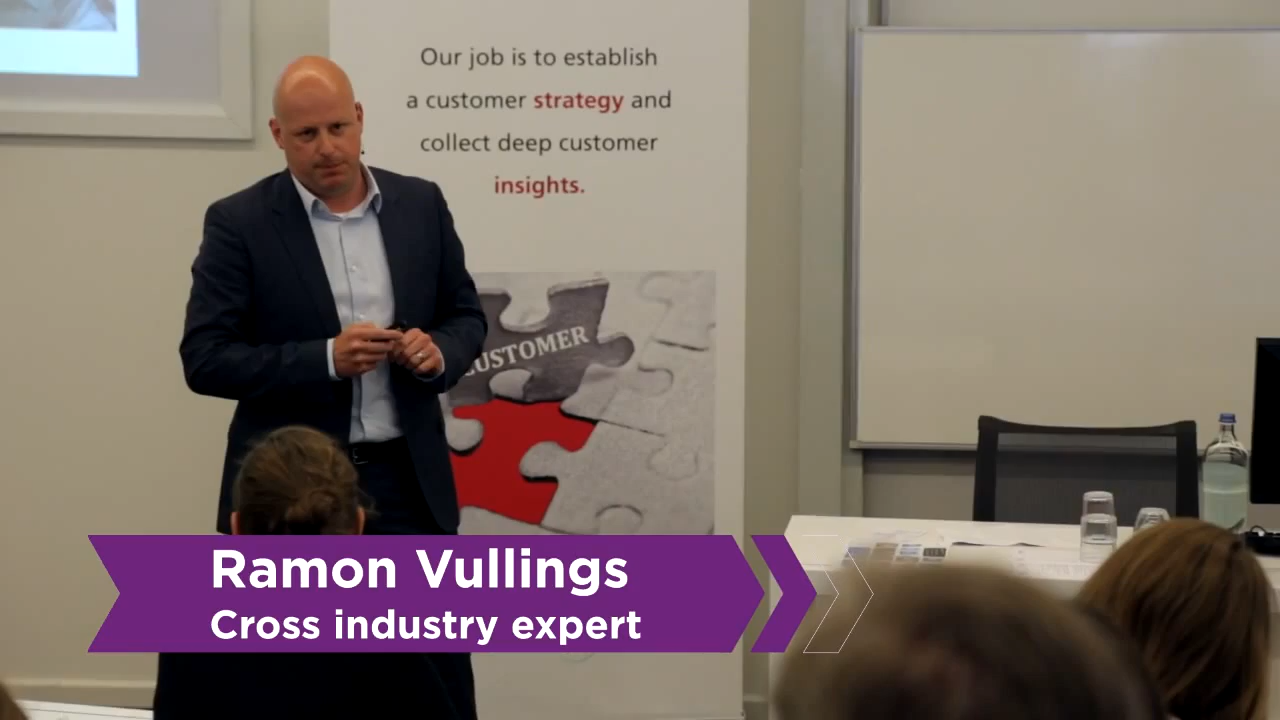 Our job is to establish
a customer strategy and
collect deep customer
insights.
CUSTOMER
Ramon Vullings
Cross industry expert